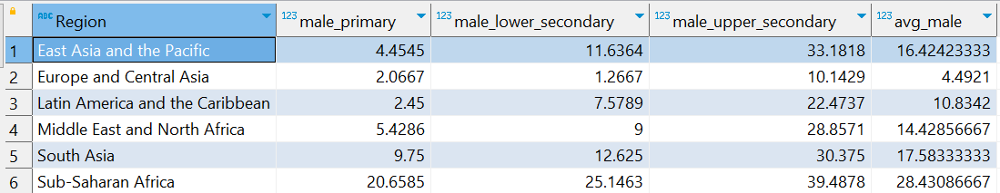 Region 123 male_primary 123 male_lower_secondary 123 male_upper_secondary 123 avg_male
1 East Asia and the Pacific 4.4545 11.6364 33.1818 16.42423333
2 Europe and Central Asia 2.0667 1.2667 10.1429 4.4921
3 Latin America and the Caribbean 2.45 7.5789 22.4737 10.8342
4 Middle East and North Africa 5.4286 9 28.8571 14.42856667
5 South Asia 9.75 12.625 30.375 17.58333333
6 Sub-Saharan Africa 20.6585 25.1463 39.4878 28.43086667